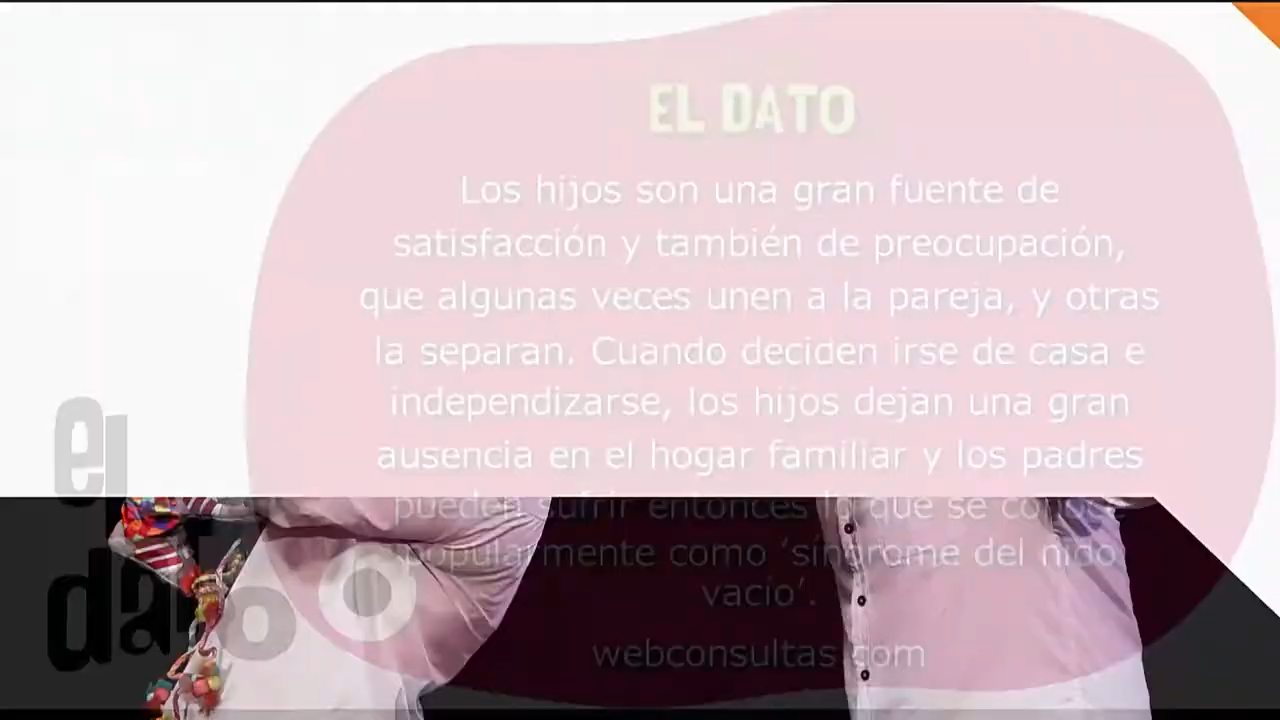 EL DATO
Los hijos son una gran fuente de
satisfacción y también de preocupación,
que algunas veces unen a la pareja, y otras
la separan. Cuando deciden irse de casa e
independizarse, los hijos dejan una gran
ausencia en el hogar familiar y los padres
pueden sufrir entonces lo que se conoce
popularmente como ‘síndrome del nido
vacío’.
webconsultas.com
el
dato